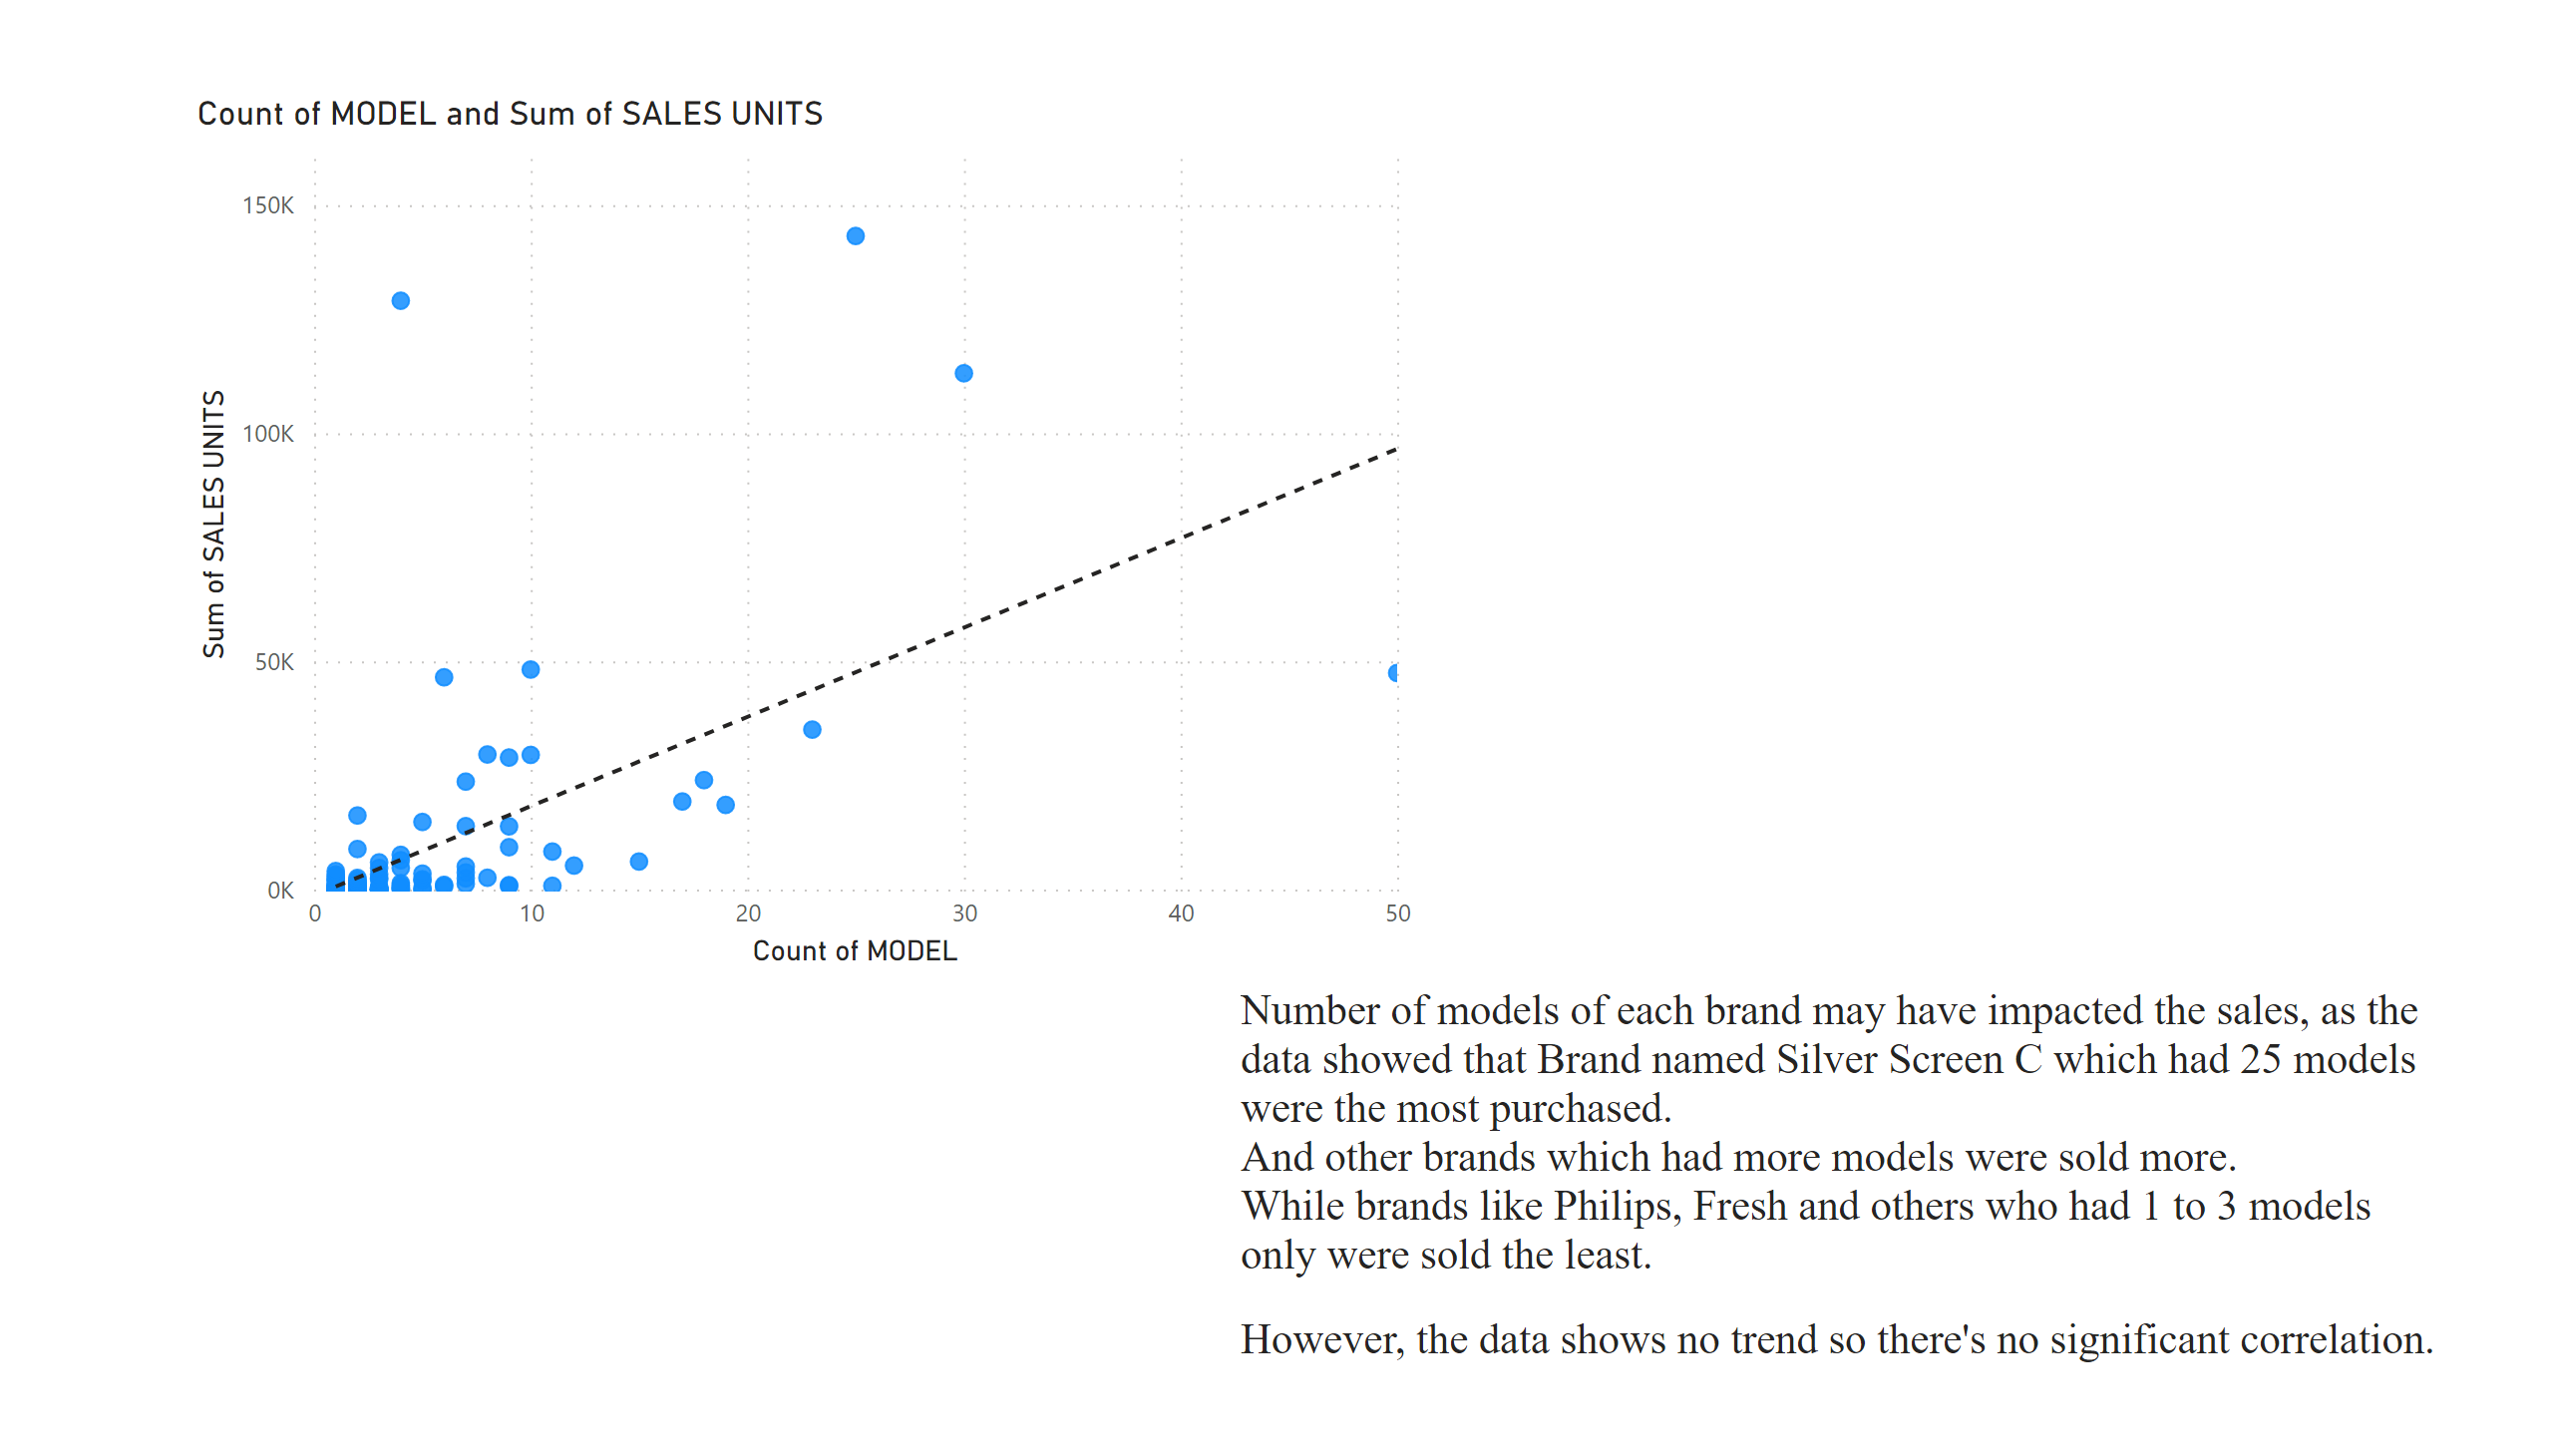 Count of MODEL and Sum of SALES UNITS
150K
100K
50K
0K
Sum of SALES UNITS
0 10 20 30 40 50
Count of MODEL
Number of models of each brand may have impacted the sales, as the
data showed that Brand named Silver Screen C which had 25 models
were the most purchased.
And other brands which had more models were sold more.
While brands like Philips, Fresh and others who had 1 to 3 models
only were sold the least.
However, the data shows no trend so there's no significant correlation.